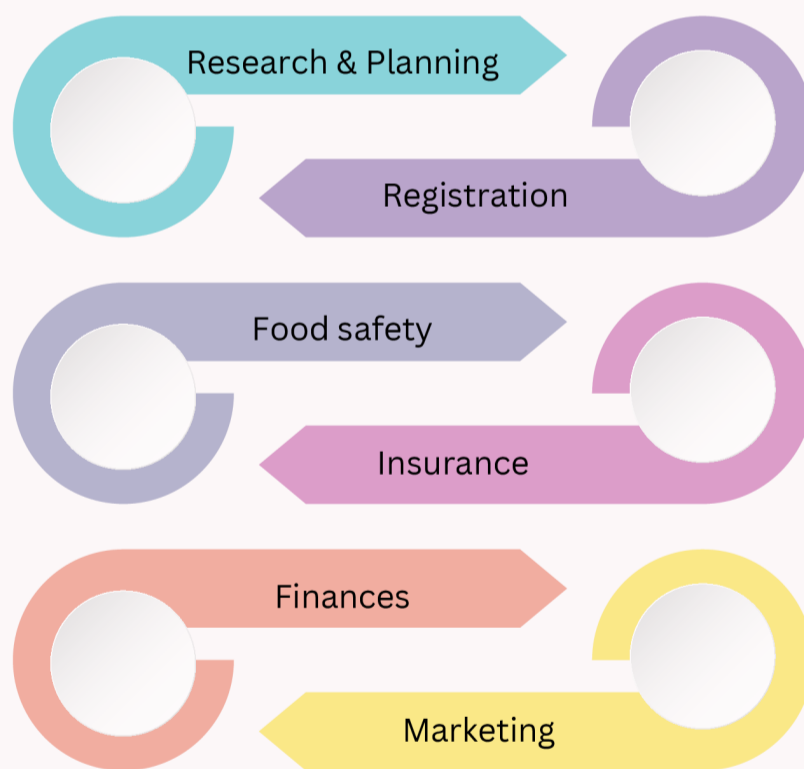 Research & Planning
Registration
Food safety
Insurance
Finances
Marketing